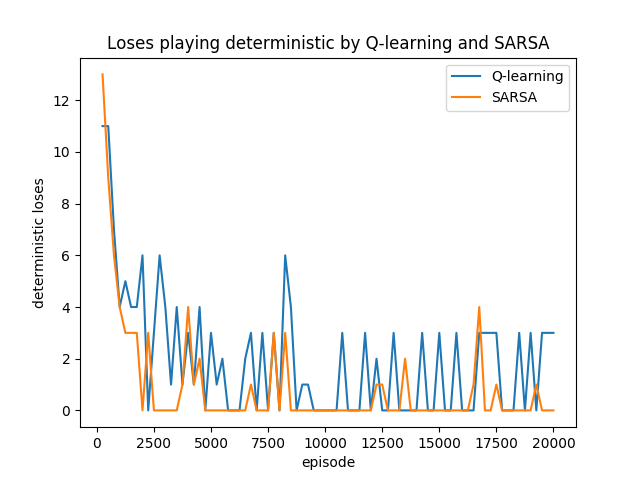 Loses playing deterministic by Q-learning and SARSA
Q-learning
SARSA
deterministic loses
12
10
8
6
4
2
0
0 2500 5000 7500 10000 12500 15000 17500 20000
episode